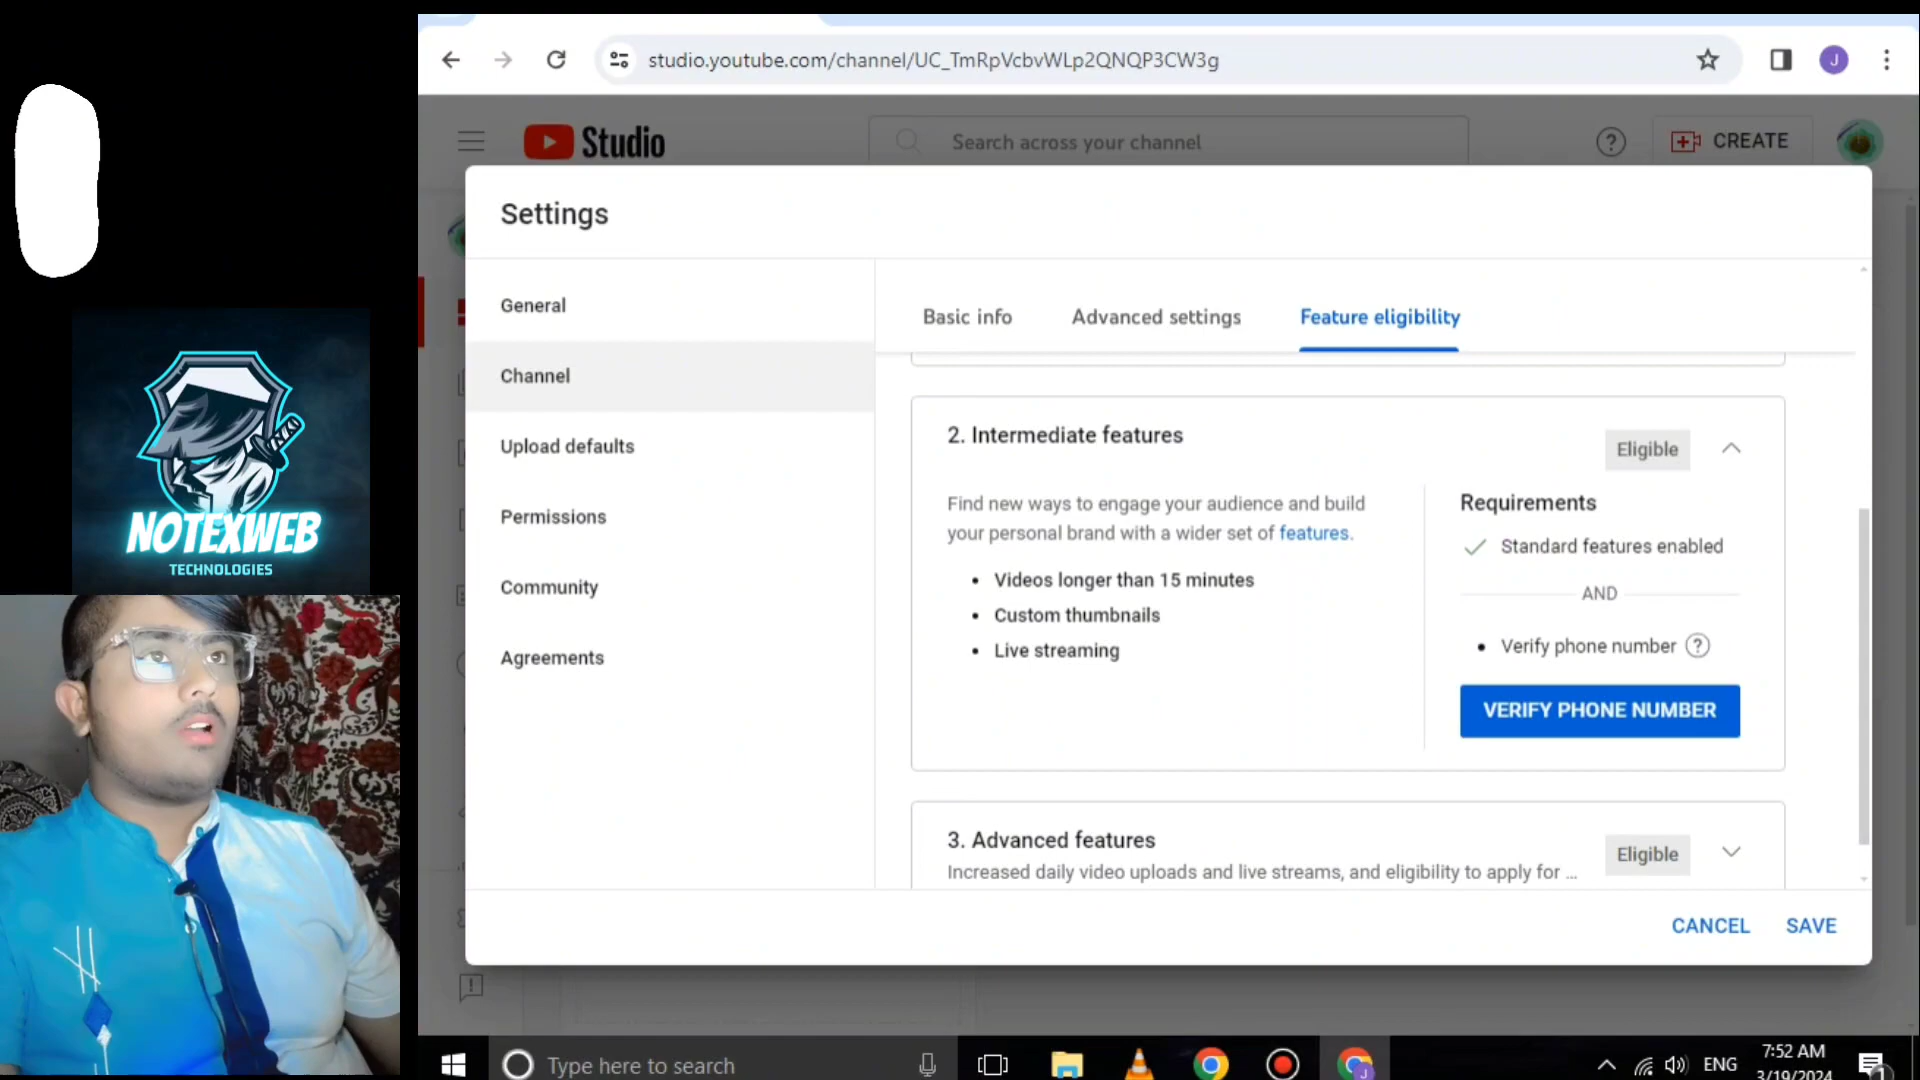 studio.youtube.com/channel/UC_TmRpVcbvWLp2QNQP3CW3g
J
Studio
Search across your channel
CREATE
Settings
General
Channel
Upload defaults
Permissions
Community
Agreements
Basic info
Advanced settings
Feature eligibility
2. Intermediate features
Eligible
Find new ways to engage your audience and build
your personal brand with a wider set of features.
• Videos longer than 15 minutes
• Custom thumbnails
• Live streaming
Requirements
Standard features enabled
AND
• Verify phone number ?
VERIFY PHONE NUMBER
3. Advanced features
Eligible
Increased daily video uploads and live streams, and eligibility to apply for ...
CANCEL
SAVE
NOTEXWEB
TECHNOLOGIES
Type here to search
ENG
7:52 AM
3/19/2024
1